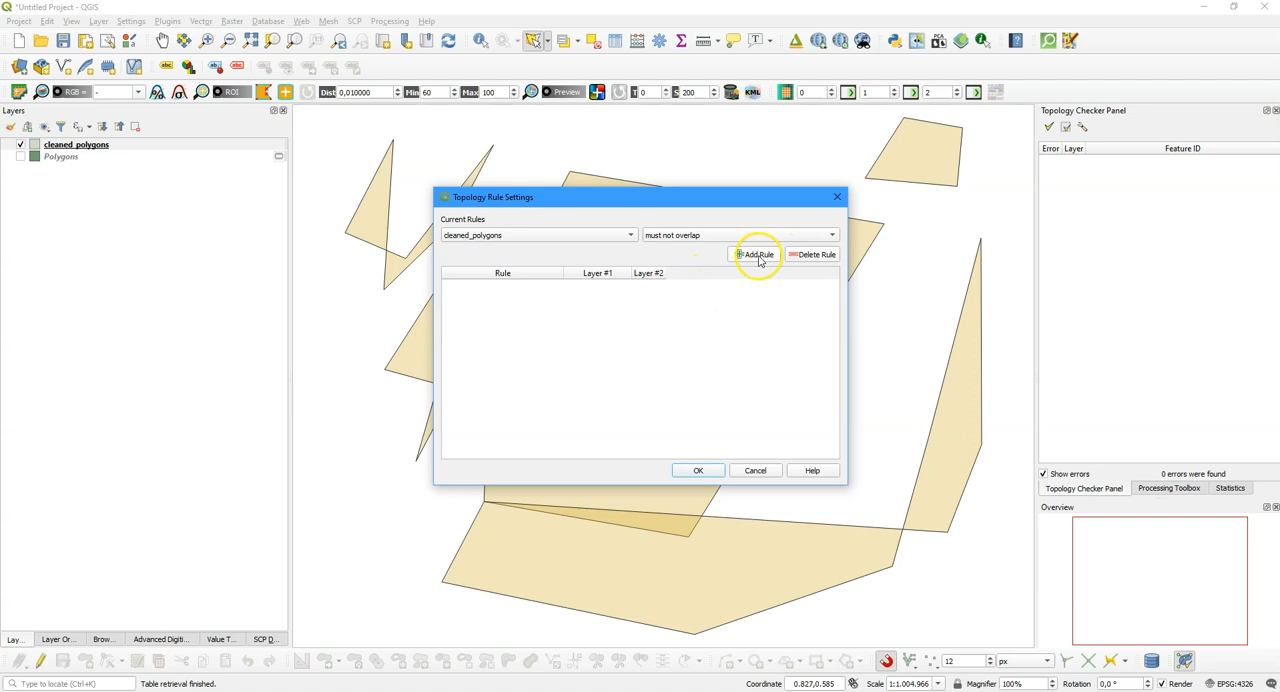 *Untitled Project - QGIS
Project Edit View Layer Settings Plugins Vector Raster Database Web Mesh SCP Processing Help
RGB = - ROI Dist 0,010000 Min 60 Max 100 Preview T 0 S 200 KML 0 1 2
Layers
cleaned_polygons
Polygons
Topology Checker Panel
Error Layer Feature ID
Topology Rule Settings
Current Rules
cleaned_polygons must not overlap
Add Rule Delete Rule
Rule Layer #1 Layer #2
OK Cancel Help
Show errors 0 errors were found
Topology Checker Panel Processing Toolbox Statistics
Overview
Lay... Layer Or... Brow... Advanced Digiti... Value T... SCP D...
12 px
Type to locate (Ctrl+K) Table retrieval finished. Coordinate 0.827,0.585 Scale 1:1.004.966 Magnifier 100% Rotation 0,0 ° Render EPSG:4326